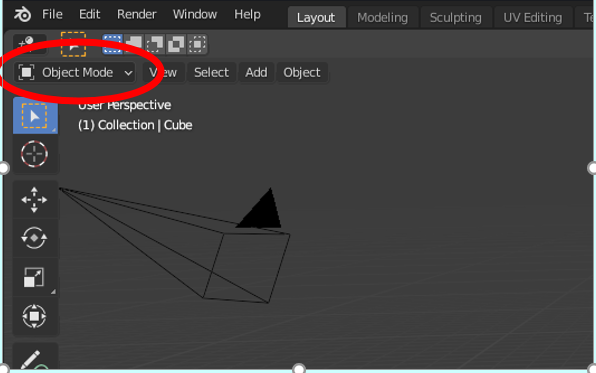 File Edit Render Window Help Layout Modeling Sculpting UV Editing Te
Object Mode View Select Add Object
User Perspective
(1) Collection | Cube